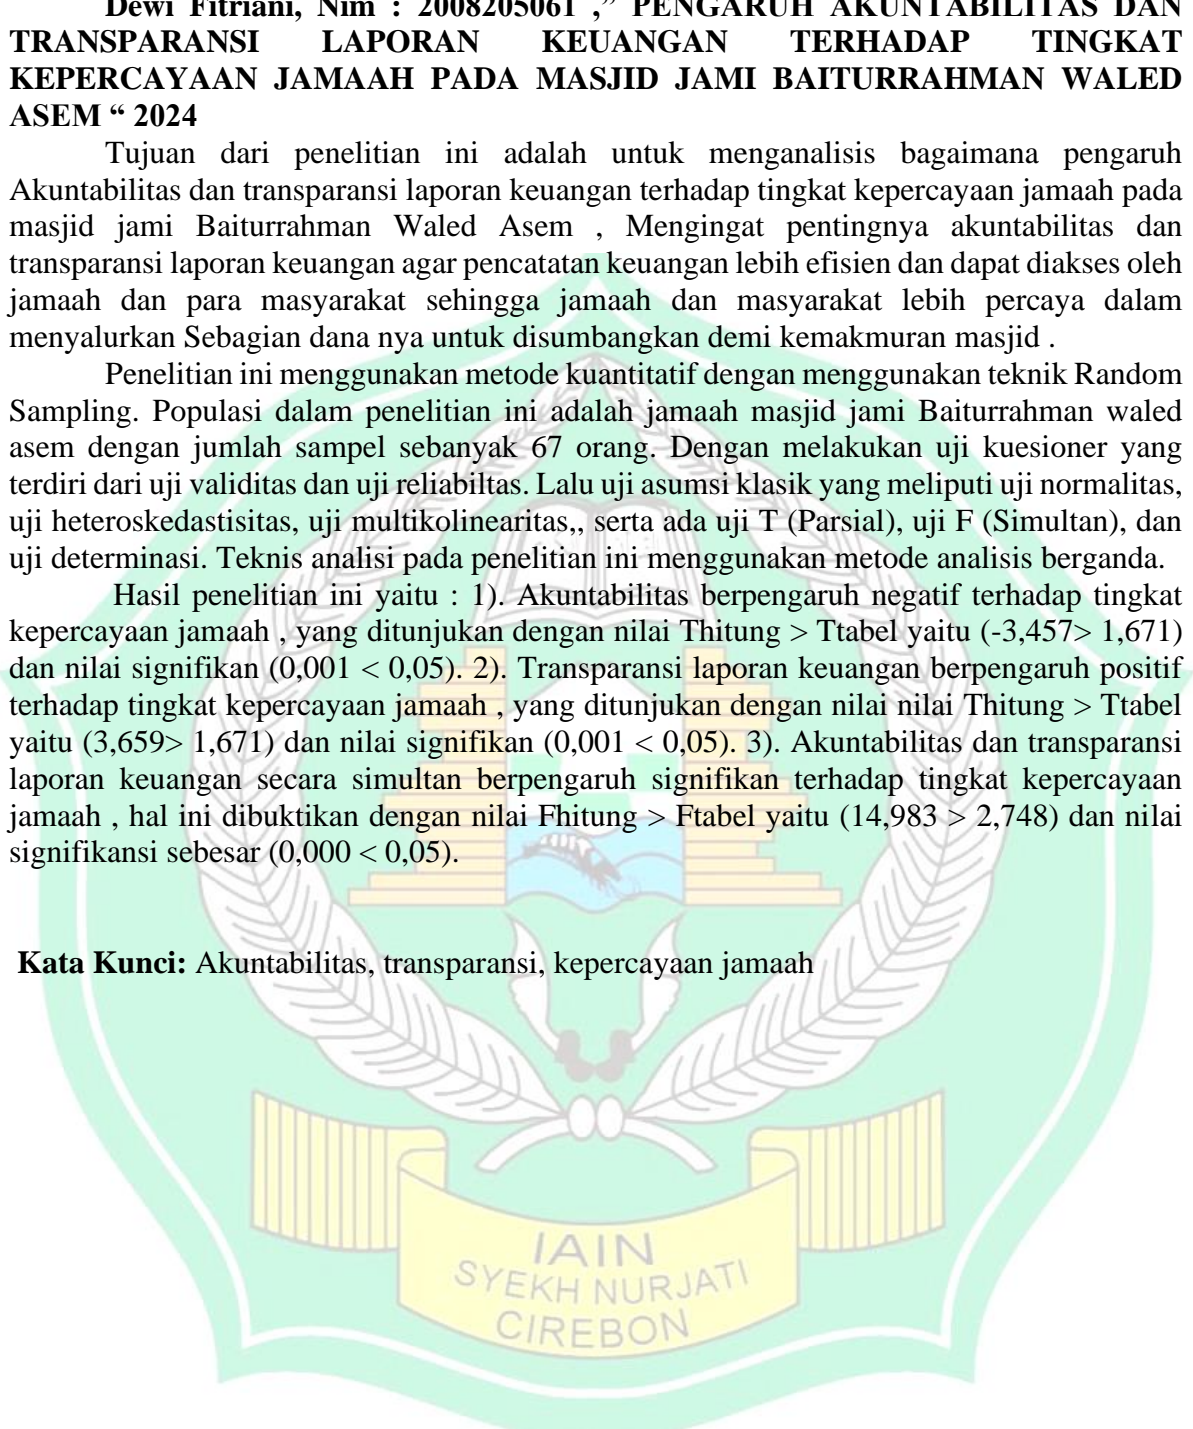 Dewi Fitriani, Nim : 2008205061 ,” PENGARUH AKUNTABILITAS DAN
TRANSPARANSI LAPORAN KEUANGAN TERHADAP TINGKAT
KEPERCAYAAN JAMAAH PADA MASJID JAMI BAITURRAHMAN WALED
ASEM “ 2024
Tujuan dari penelitian ini adalah untuk menganalisis bagaimana pengaruh
Akuntabilitas dan transparansi laporan keuangan terhadap tingkat kepercayaan jamaah pada
masjid jami Baiturrahman Waled Asem , Mengingat pentingnya akuntabilitas dan
transparansi laporan keuangan agar pencatatan keuangan lebih efisien dan dapat diakses oleh
jamaah dan para masyarakat sehingga jamaah dan masyarakat lebih percaya dalam
menyalurkan Sebagian dana nya untuk disumbangkan demi kemakmuran masjid .
Penelitian ini menggunakan metode kuantitatif dengan menggunakan teknik Random
Sampling. Populasi dalam penelitian ini adalah jamaah masjid jami Baiturrahman waled
asem dengan jumlah sampel sebanyak 67 orang. Dengan melakukan uji kuesioner yang
terdiri dari uji validitas dan uji reliabiltas. Lalu uji asumsi klasik yang meliputi uji normalitas,
uji heteroskedastisitas, uji multikolinearitas,, serta ada uji T (Parsial), uji F (Simultan), dan
uji determinasi. Teknis analisi pada penelitian ini menggunakan metode analisis berganda.
Hasil penelitian ini yaitu : 1). Akuntabilitas berpengaruh negatif terhadap tingkat
kepercayaan jamaah , yang ditunjukan dengan nilai Thitung > Ttabel yaitu (-3,457> 1,671)
dan nilai signifikan (0,001 < 0,05). 2). Transparansi laporan keuangan berpengaruh positif
terhadap tingkat kepercayaan jamaah , yang ditunjukan dengan nilai nilai Thitung > Ttabel
yaitu (3,659> 1,671) dan nilai signifikan (0,001 < 0,05). 3). Akuntabilitas dan transparansi
laporan keuangan secara simultan berpengaruh signifikan terhadap tingkat kepercayaan
jamaah , hal ini dibuktikan dengan nilai Fhitung > Ftabel yaitu (14,983 > 2,748) dan nilai
signifikansi sebesar (0,000 < 0,05).
Kata Kunci: Akuntabilitas, transparansi, kepercayaan jamaah
IAIN
SYEKH NURJATI
CIREBON